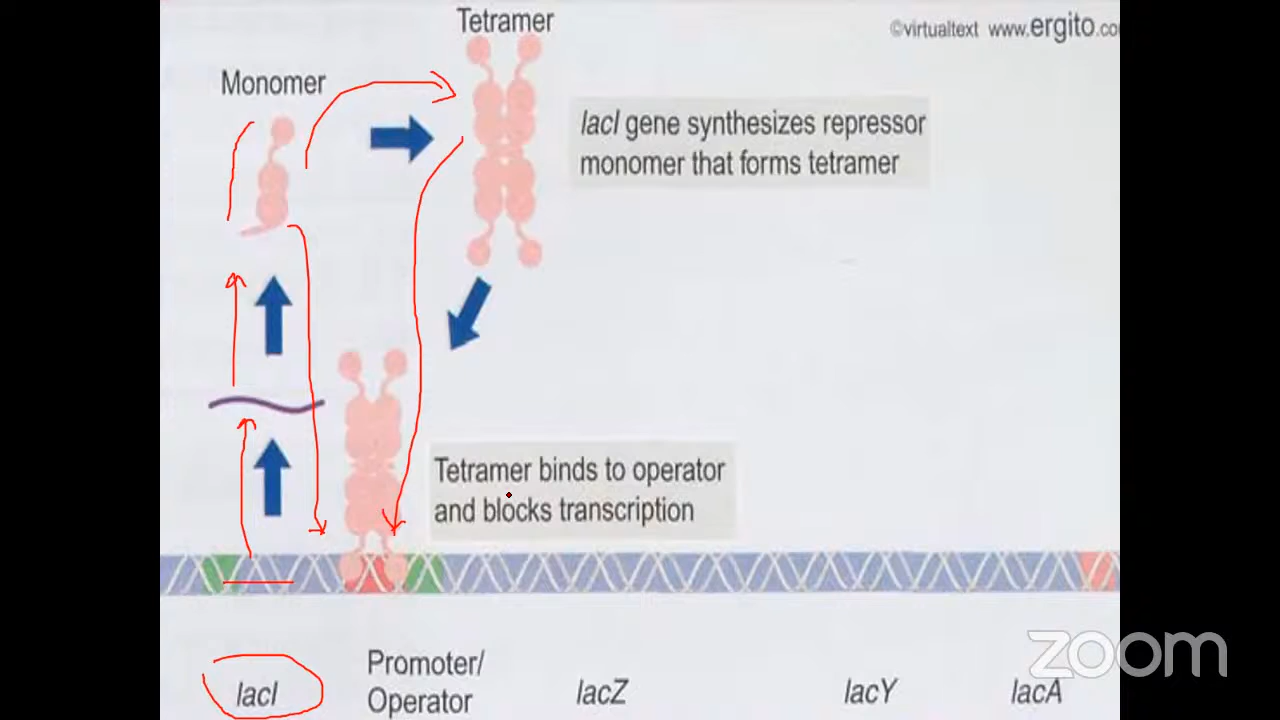 Tetramer
©virtualtext www.ergito.co
Monomer
lacI gene synthesizes repressor
monomer that forms tetramer
Tetramer binds to operator
and blocks transcription
lacI
Promoter/
Operator
lacZ
lacY
lacA
zoom